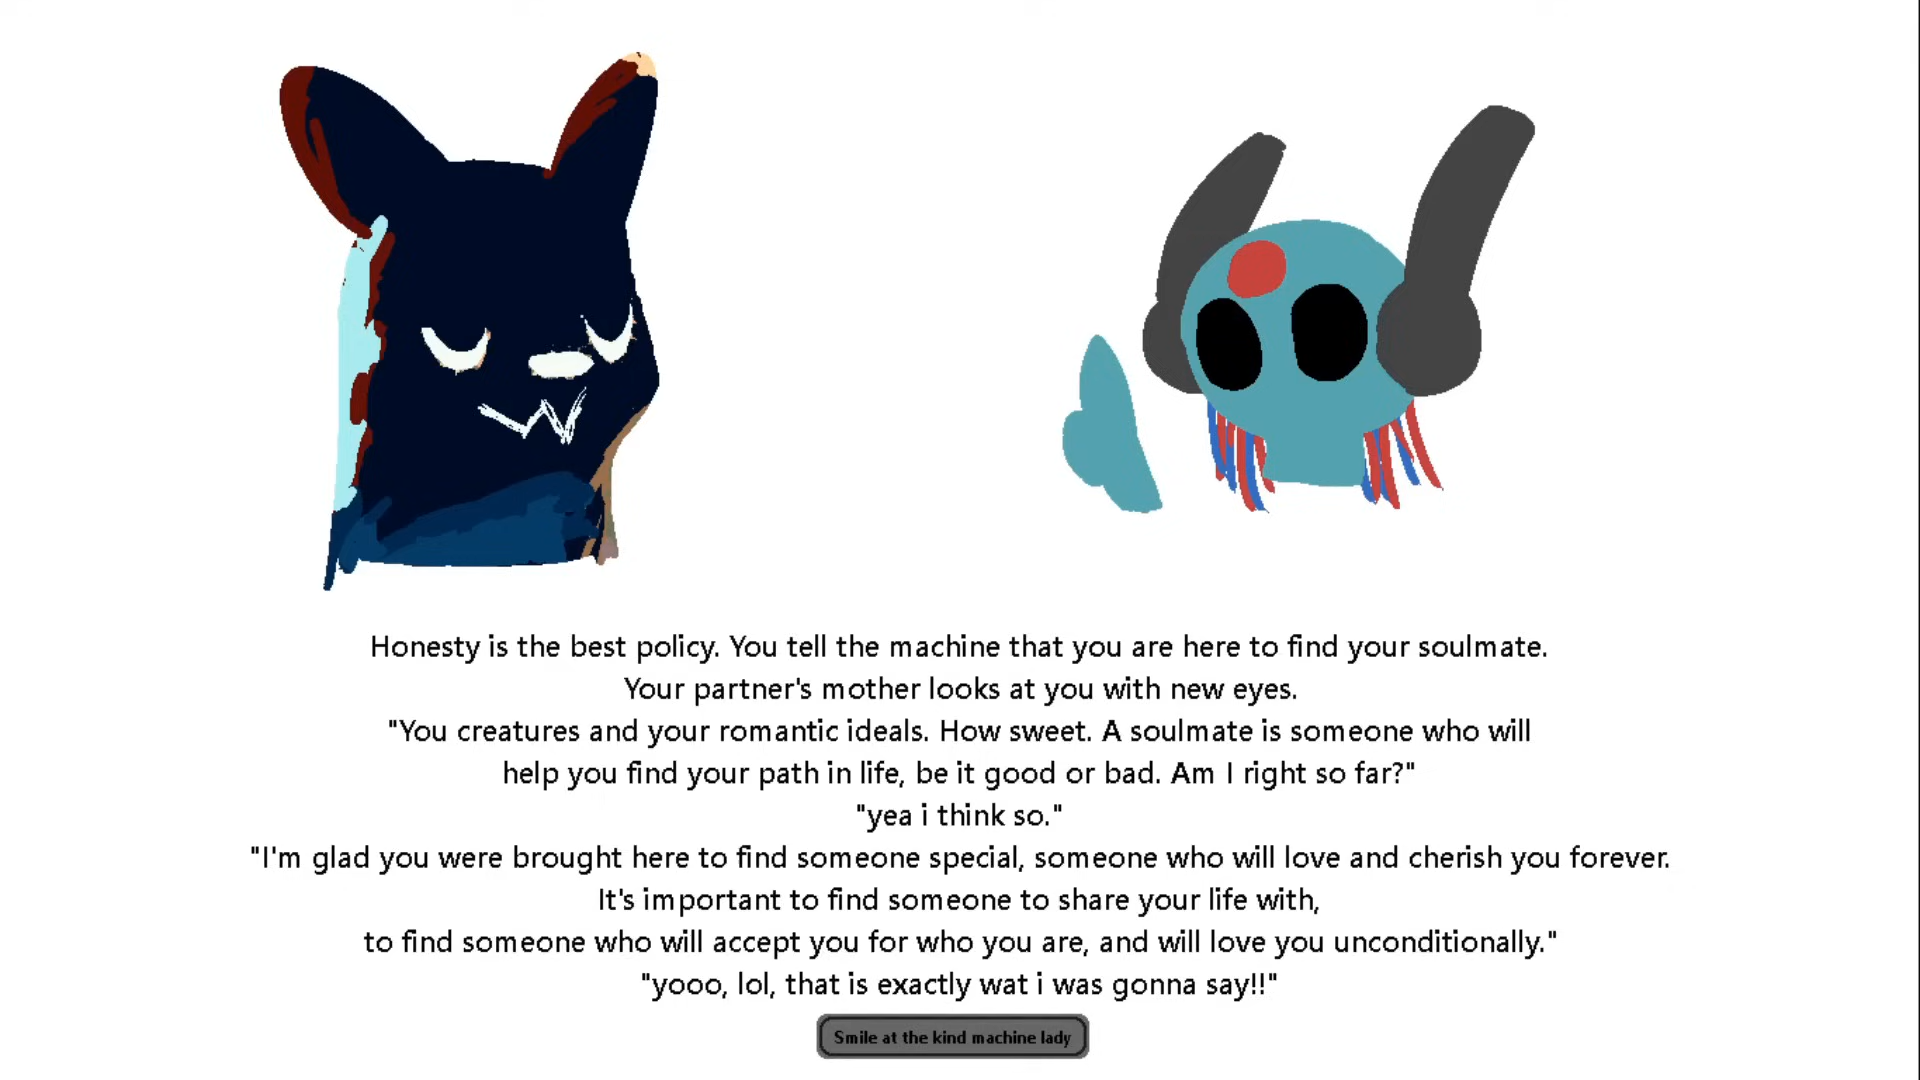 Honesty is the best policy. You tell the machine that you are here to find your soulmate.
Your partner's mother looks at you with new eyes.
"You creatures and your romantic ideals. How sweet. A soulmate is someone who will
help you find your path in life, be it good or bad. Am I right so far?"
"yea i think so."
"I'm glad you were brought here to find someone special, someone who will love and cherish you forever.
It's important to find someone to share your life with,
to find someone who will accept you for who you are, and will love you unconditionally."
"yooo, lol, that is exactly wat i was gonna say!!"
Smile at the kind machine lady